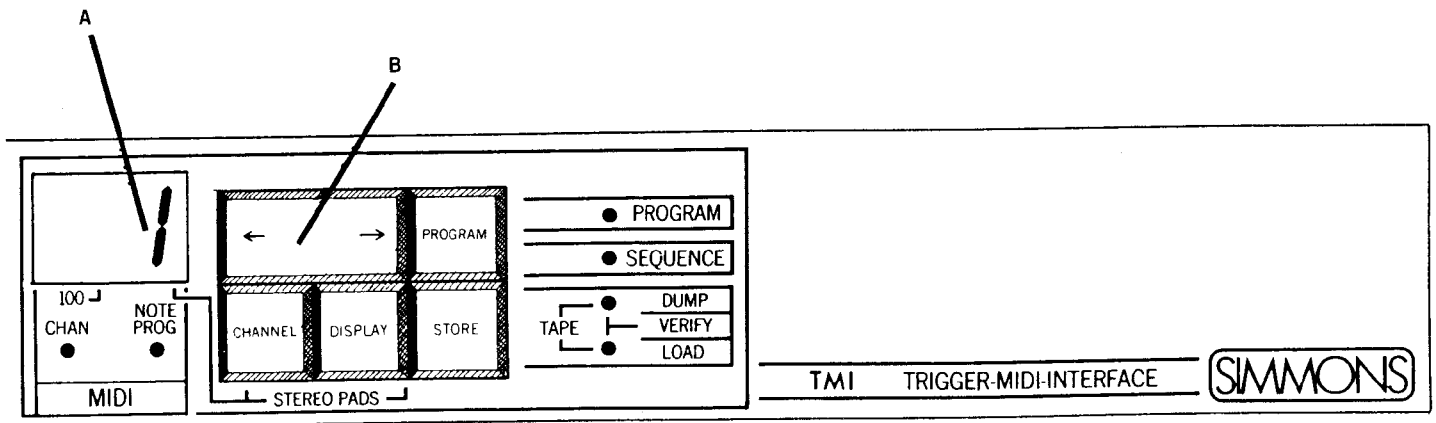 A
B
1
← →
PROGRAM
PROGRAM
SEQUENCE
100
CHAN
NOTE
PROG
CHANNEL
DISPLAY
STORE
TAPE
DUMP
VERIFY
LOAD
MIDI
STEREO PADS
TMI TRIGGER-MIDI-INTERFACE
SIMMONS